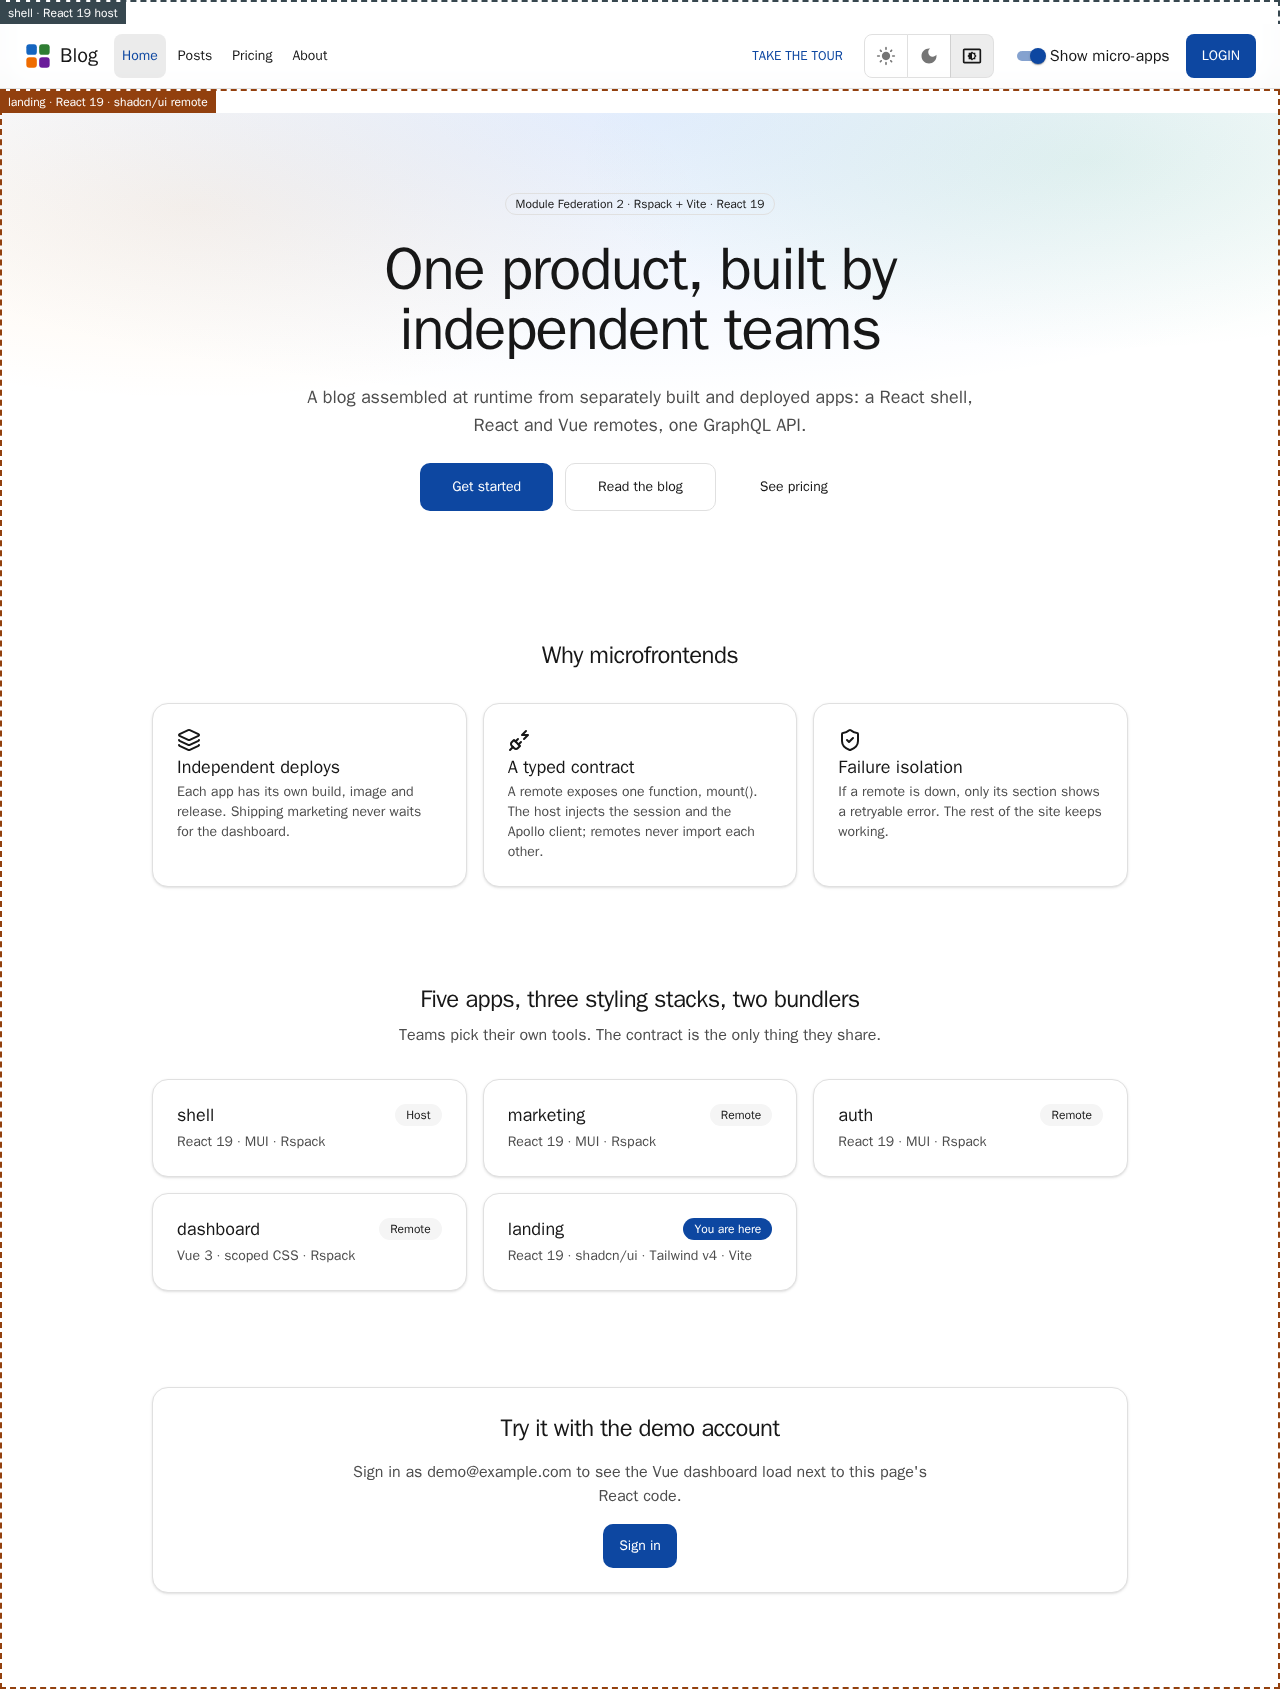 shell · React 19 host
Blog
Home
Posts
Pricing
About
TAKE THE TOUR
Show micro-apps
LOGIN
landing · React 19 · shadcn/ui remote
Module Federation 2 · Rspack + Vite · React 19
One product, built by
independent teams
A blog assembled at runtime from separately built and deployed apps: a React shell,
React and Vue remotes, one GraphQL API.
Get started
Read the blog
See pricing
Why microfrontends
Independent deploys
Each app has its own build, image and
release. Shipping marketing never waits
for the dashboard.
A typed contract
A remote exposes one function, mount().
The host injects the session and the
Apollo client; remotes never import each
other.
Failure isolation
If a remote is down, only its section shows
a retryable error. The rest of the site keeps
working.
Five apps, three styling stacks, two bundlers
Teams pick their own tools. The contract is the only thing they share.
shell
Host
React 19 · MUI · Rspack
marketing
Remote
React 19 · MUI · Rspack
auth
Remote
React 19 · MUI · Rspack
dashboard
Remote
Vue 3 · scoped CSS · Rspack
landing
You are here
React 19 · shadcn/ui · Tailwind v4 · Vite
Try it with the demo account
Sign in as demo@example.com to see the Vue dashboard load next to this page's
React code.
Sign in